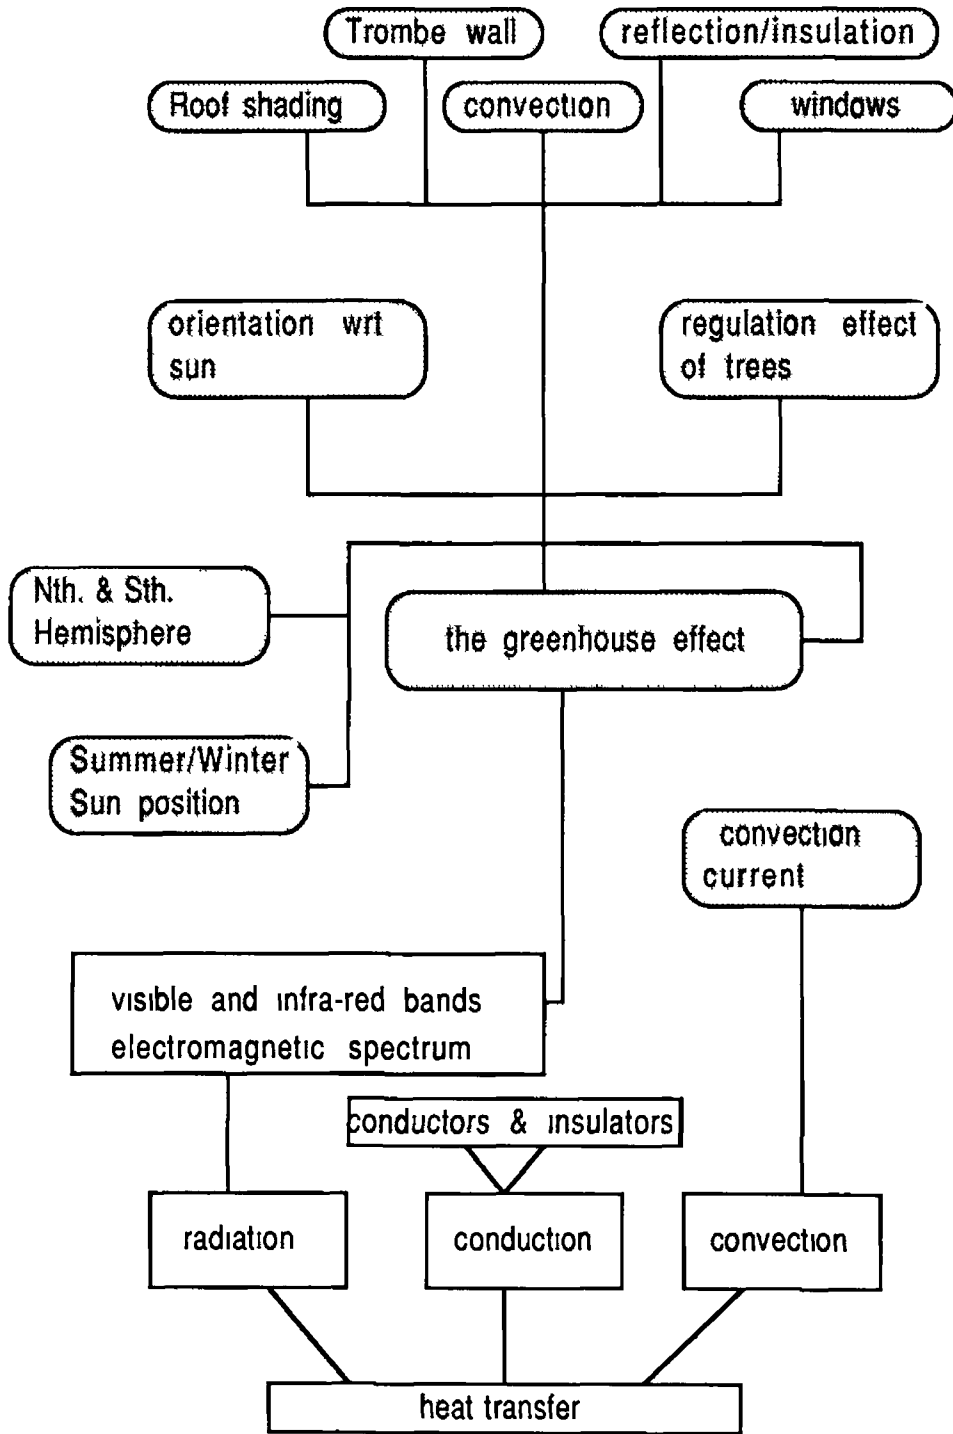 Trombe wall
reflection/insulation
Roof shading
convection
windows
orientation wrt
sun
regulation effect
of trees
Nth. & Sth.
Hemisphere
the greenhouse effect
Summer/Winter
Sun position
convection
current
visible and infra-red bands
electromagnetic spectrum
conductors & insulators
radiation
conduction
convection
heat transfer